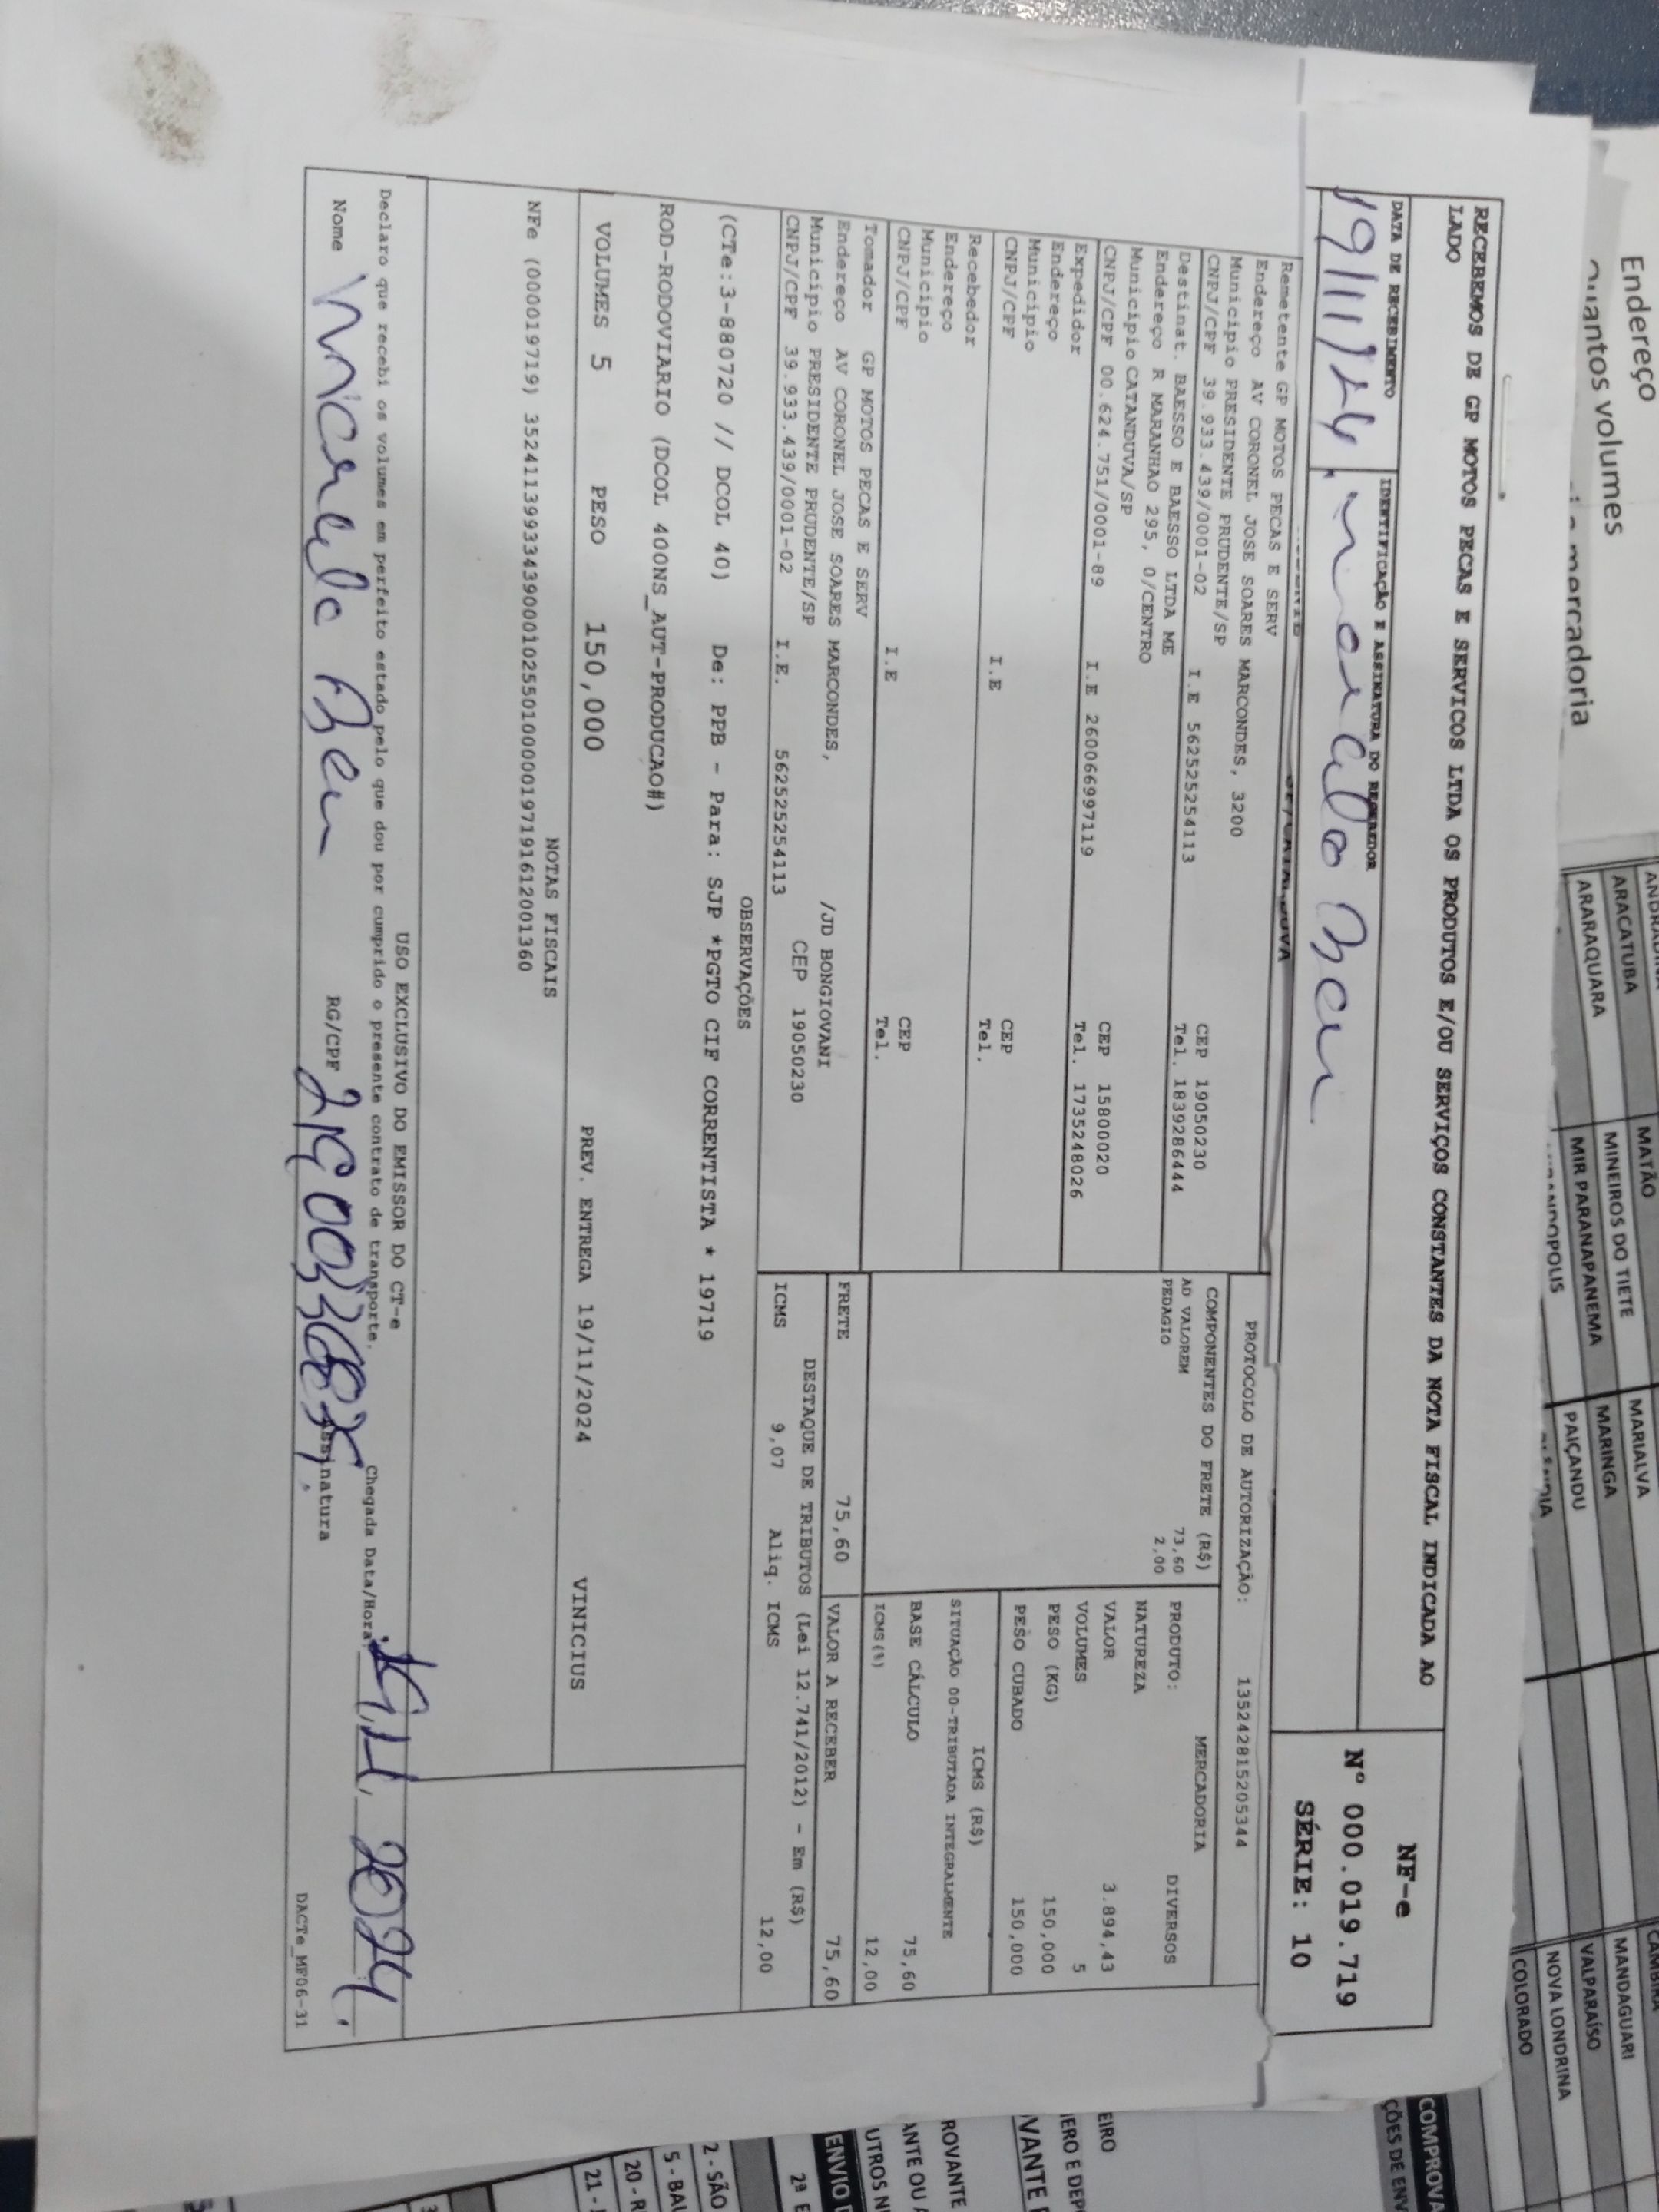 Endereço
Quantos volumes
mercadoria
RECEBEMOS DE GP MOTOS PECAS E SERVICOS LTDA OS PRODUTOS E/OU SERVIÇOS CONSTANTES DA NOTA FISCAL INDICADA AO
LADO
NF-e
Nº 000.019.719
SÉRIE: 10
DATA DE RECEBIMENTO
IDENTIFICAÇÃO E ASSINATURA DO RECEBEDOR
19/11/24
Remetente GP MOTOS PECAS E SERV
Endereço AV CORONEL JOSE SOARES MARCONDES, 3200
Município PRESIDENTE PRUDENTE/SP CEP 19050230
CNPJ/CPF 39.933.439/0001-02 I.E 562525254113 Tel. 1839286444
Destinat. BAESSO E BAESSO LTDA ME
Endereço R MARANHAO 295, 0/CENTRO
Município CATANDUVA/SP CEP 15800020
CNPJ/CPF 00.624.751/0001-89 I.E 260066997119 Tel. 1735248026
Expedidor
Endereço
Município CEP
CNPJ/CPF I.E Tel.
Recebedor
Endereço
Município CEP
CNPJ/CPF I.E Tel.
Tomador GP MOTOS PECAS E SERV
Endereço AV CORONEL JOSE SOARES MARCONDES, /JD BONGIOVANI
Município PRESIDENTE PRUDENTE/SP CEP 19050230
CNPJ/CPF 39.933.439/0001-02 I.E. 562525254113
PROTOCOLO DE AUTORIZAÇÃO: 135242815205344
COMPONENTES DO FRETE (R$)
AD VALOREM 73,60
PEDAGIO 2,00
MERCADORIA
PRODUTO: DIVERSOS
NATUREZA
VALOR 3.894,43
VOLUMES 5
PESO (KG) 150,000
PESO CUBADO 150,000
ICMS (R$)
SITUAÇÃO 00-TRIBUTADA INTEGRALMENTE
BASE CÁLCULO 75,60
ICMS(%) 12,00
FRETE 75,60 VALOR A RECEBER 75,60
DESTAQUE DE TRIBUTOS (Lei 12.741/2012) - Em (R$)
ICMS 9,07 Aliq. ICMS 12,00
OBSERVAÇÕES
(CTe:3-880720 // DCOL 40) De: PPB - Para: SJP *PGTO CIF CORRENTISTA * 19719
ROD-RODOVIARIO (DCOL 400NS_AUT-PRODUCAO#)
VOLUMES 5 PESO 150,000 PREV. ENTREGA 19/11/2024 VINICIUS
NOTAS FISCAIS
NFe (000019719) 35241139933439000102550100000197191612001360
USO EXCLUSIVO DO EMISSOR DO CT-e
Declaro que recebi os volumes em perfeito estado pelo que dou por cumprido o presente contrato de transporte.
Chegada Data/Hora 2024
Nome
RG/CPF
Assinatura
DACTe_MF06-31
ARACATUBA
ARARAQUARA
MATÃO
MINEIROS DO TIETE
MIR PARANAPANEMA
MARIALVA
MARINGA
PAIÇANDU
MANDAGUARI
VALPARAÍSO
NOVA LONDRINA
COLORADO